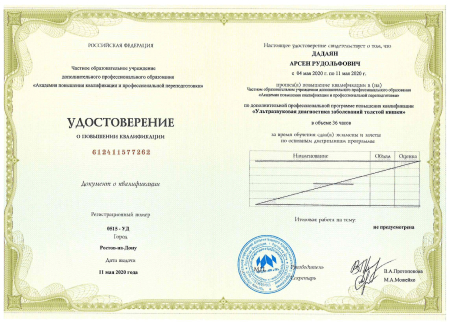 РОССИЙСКАЯ ФЕДЕРАЦИЯ
Частное образовательное учреждение
дополнительного профессионального образования
«Академия повышения квалификации и профессиональной переподготовки»
УДОСТОВЕРЕНИЕ
О ПОВЫШЕНИИ КВАЛИФИКАЦИИ
612411577262
Документ о квалификации
Регистрационный номер
0515 - УД
Город
Ростов-на-Дону
Дата выдачи
11 мая 2020 года
Настоящее удостоверение свидетельствует о том, что
ДАДАЯН
АРСЕН РУДОЛЬФОВИЧ
с 04 мая 2020 г. по 11 мая 2020 г.
прошел(а) повышение квалификации в (на)
Частное образовательное учреждение дополнительного профессионального образования
«Академия повышения квалификации и профессиональной переподготовки»
по дополнительной профессиональной программе повышения квалификации
«Ультразвуковая диагностика заболеваний толстой кишки»
в объеме 36 часов
за время обучения сдал(а) экзамены и зачеты
по основным дисциплинам программы
Наименование Объем Оценка
Итоговая работа на тему
не предусмотрена
Руководитель
В.А.Протопопова
Секретарь
М.А.Мовейко